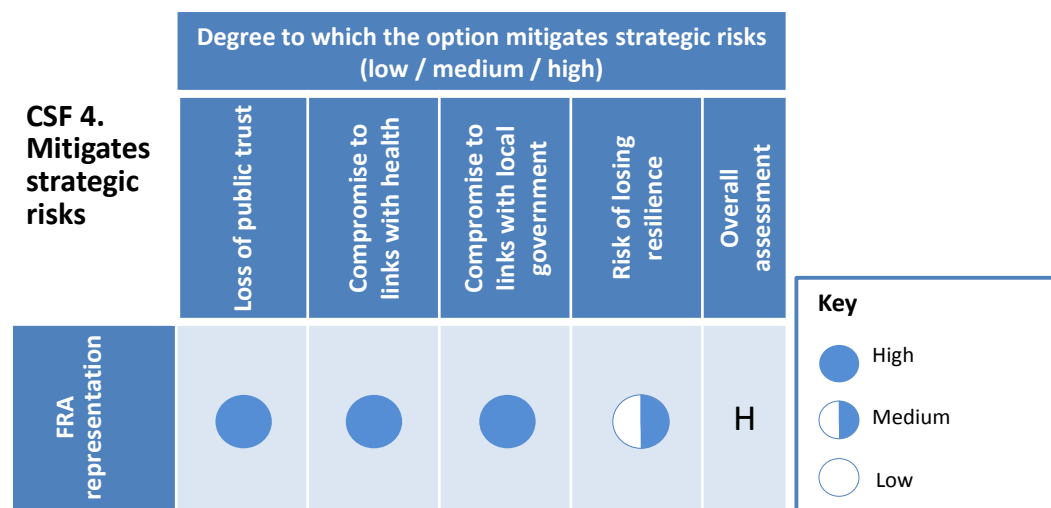 Degree to which the option mitigates strategic risks
(low / medium / high)
CSF 4.
Mitigates
strategic
risks
Loss of public trust
Compromise to
links with health
Compromise to
links with local
government
Risk of losing
resilience
Overall
assessment
FRA
representation
H
Key
High
Medium
Low